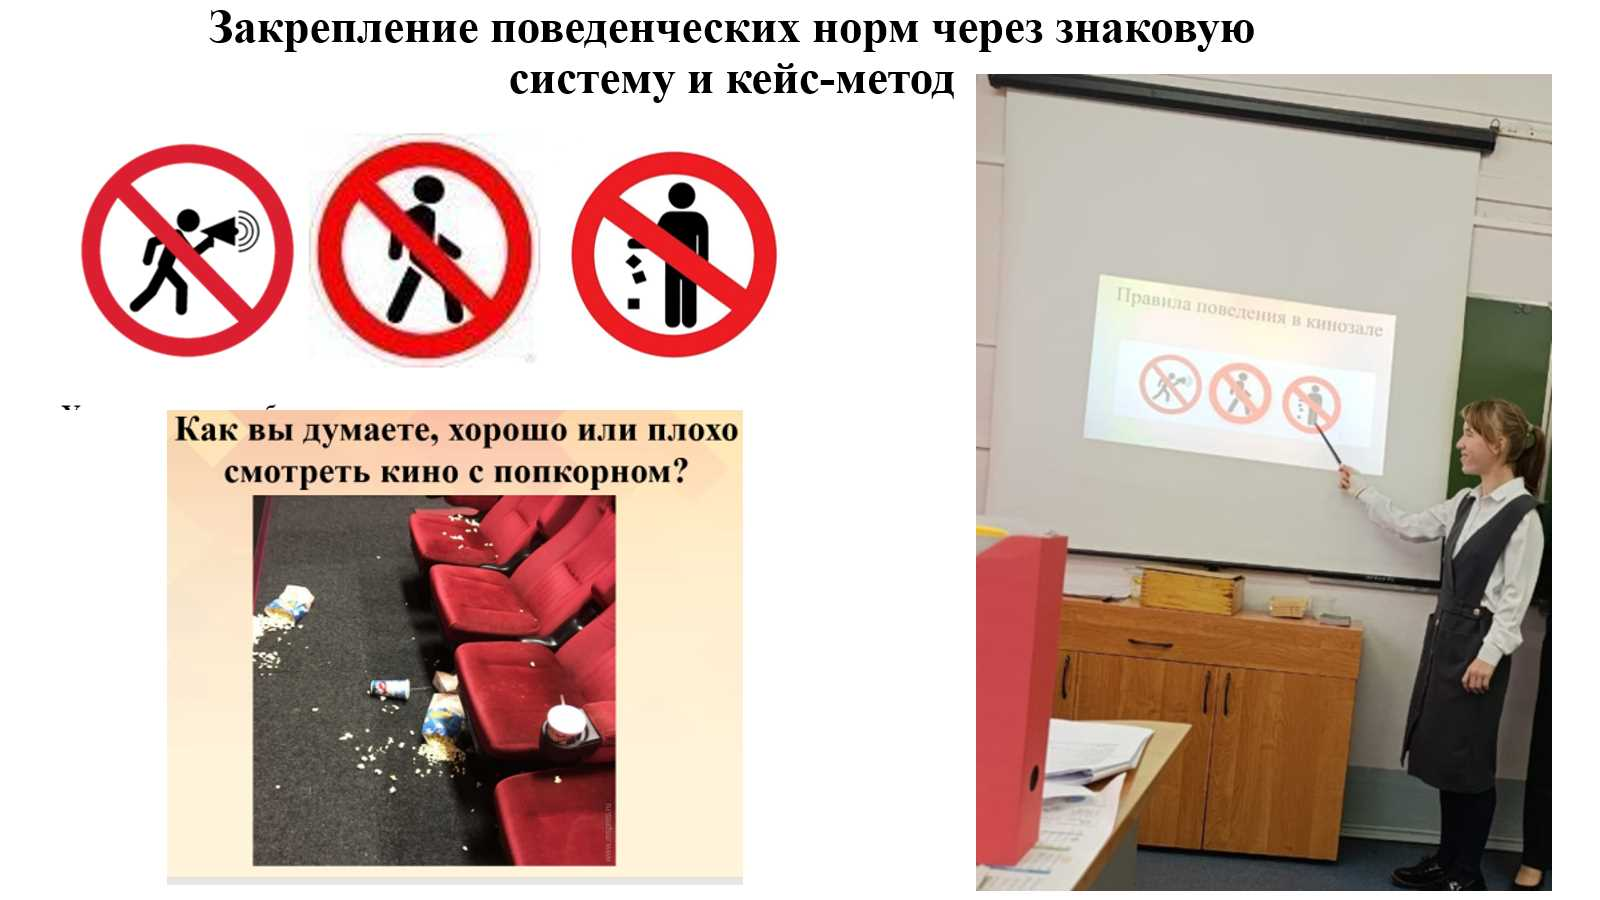 Закрепление поведенческих норм через знаковую
систему и кейс-метод
Как вы думаете, хорошо или плохо
смотреть кино с попкорном?
Правила поведения в кинозале